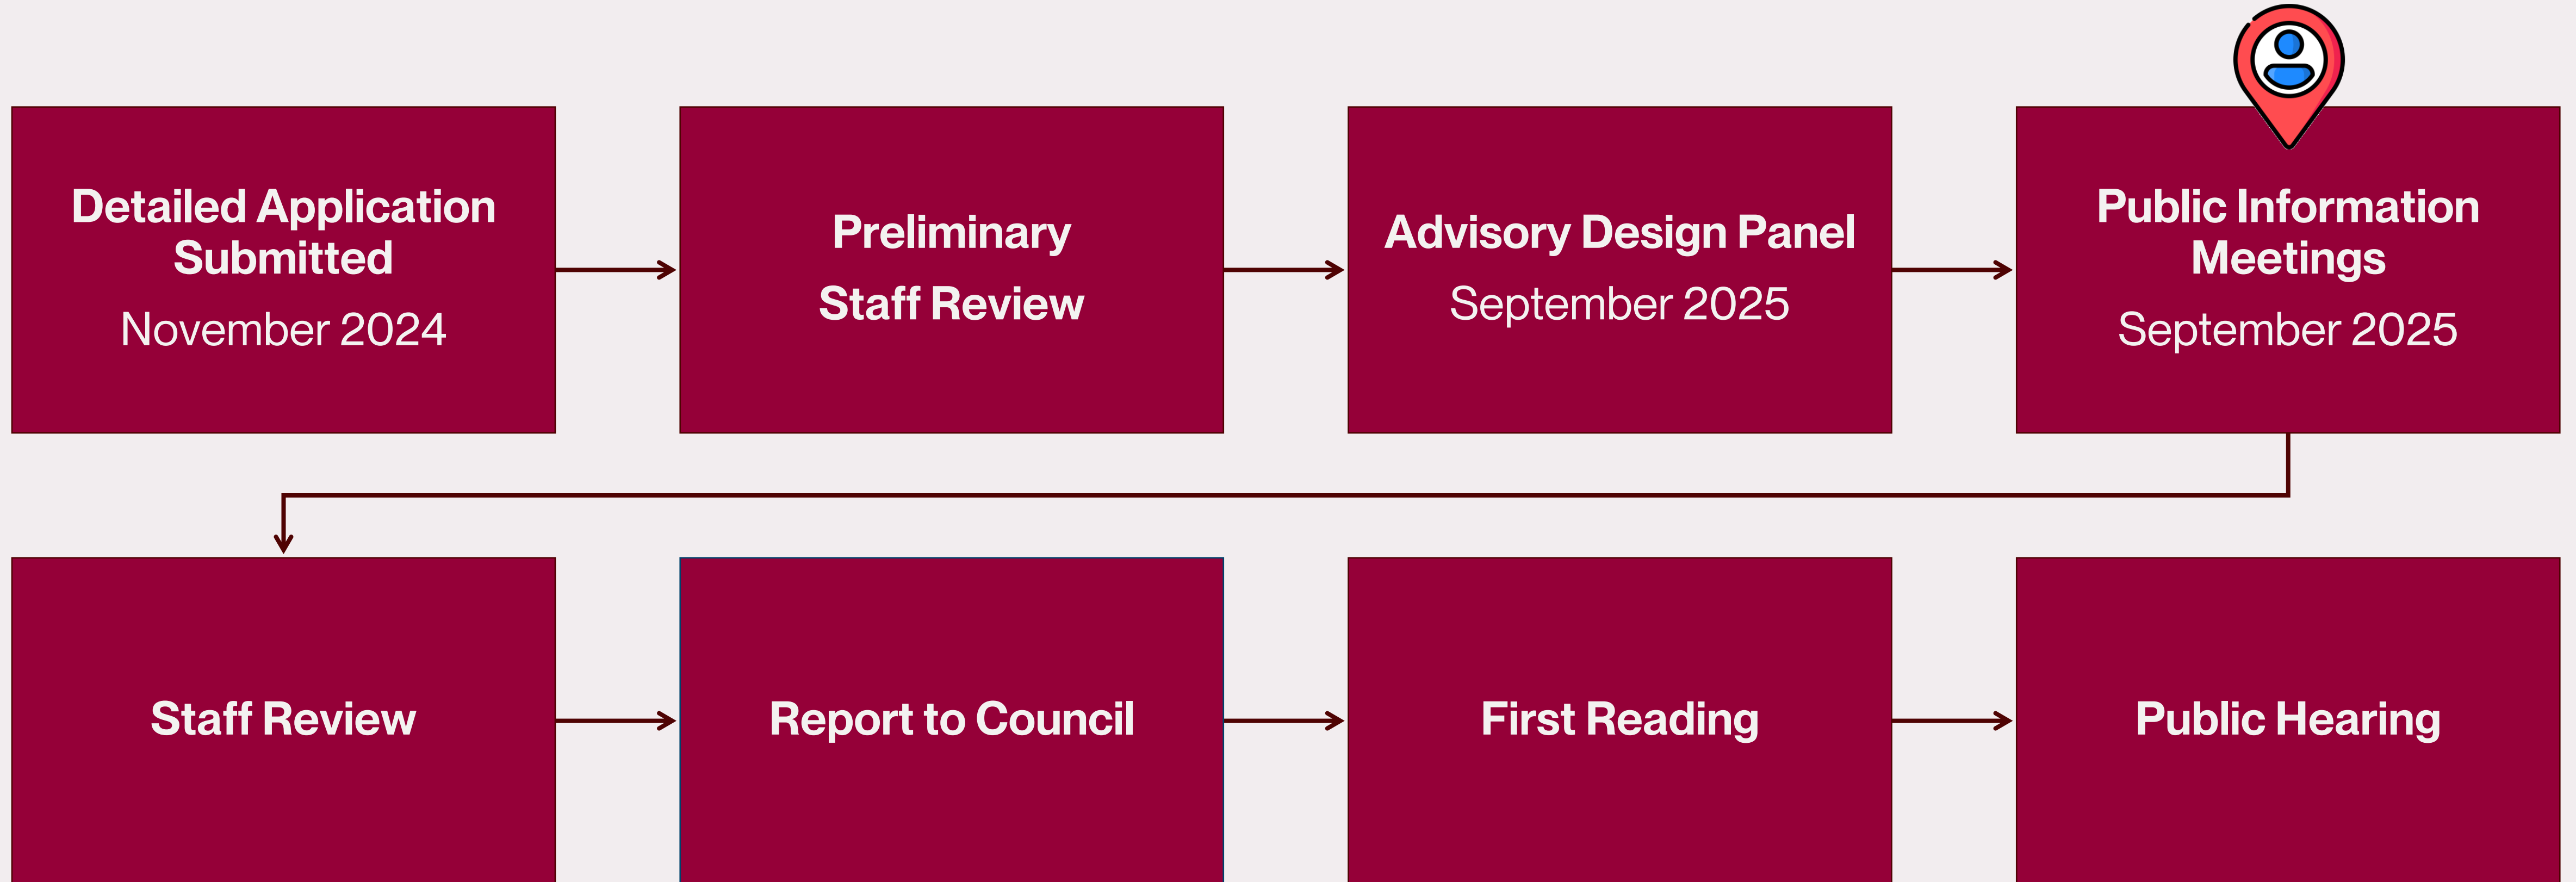 Detailed Application
Submitted
November 2024
Preliminary
Staff Review
Advisory Design Panel
September 2025
Public Information
Meetings
September 2025
Staff Review
Report to Council
First Reading
Public Hearing